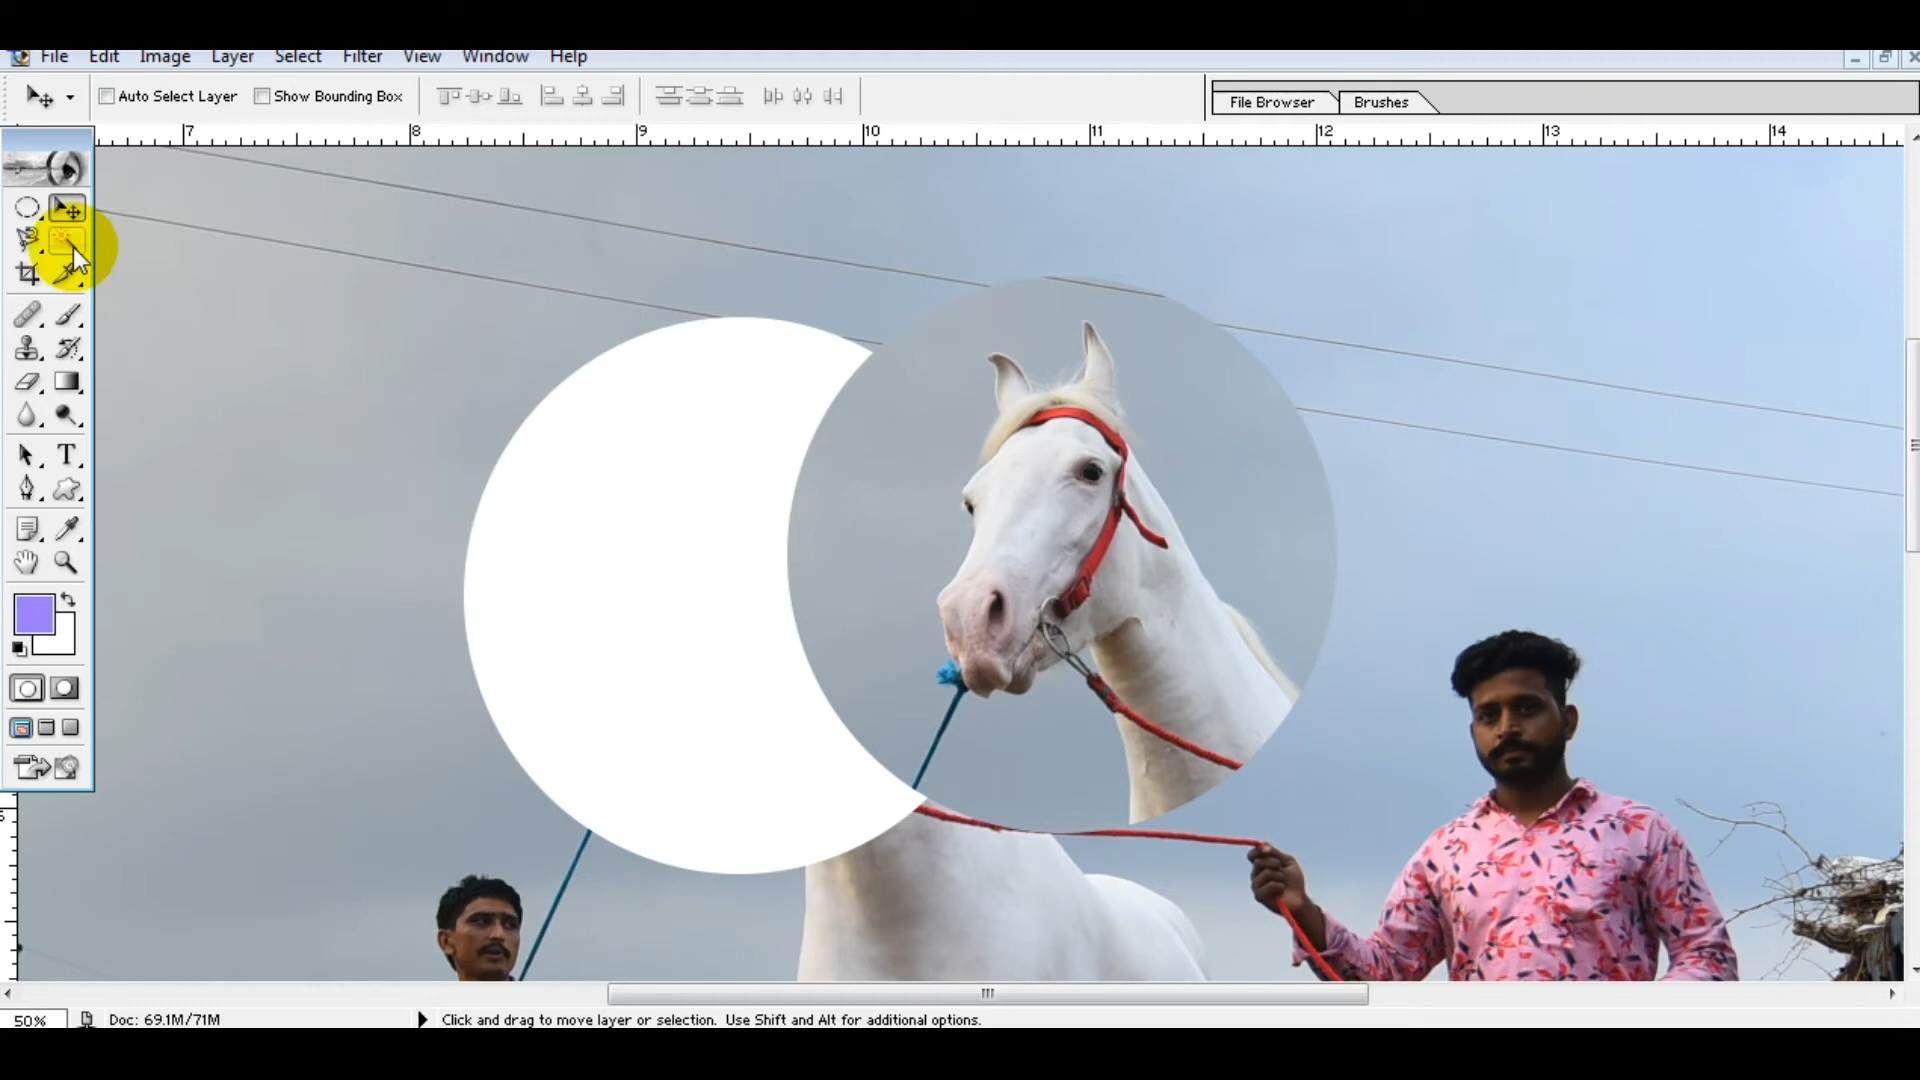 File Edit Image Layer Select Filter View Window Help
Auto Select Layer Show Bounding Box File Browser Brushes
7 8 9 10 11 12 13 14
T
50% Doc: 69.1M/71M Click and drag to move layer or selection. Use Shift and Alt for additional options.